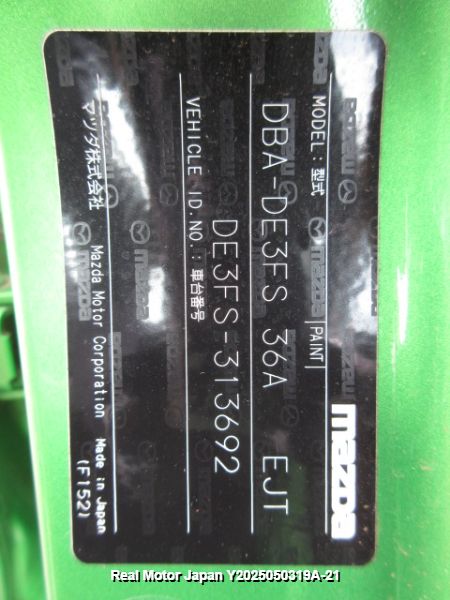 mazda
MODEL : 型式 |PAINT|
DBA-DE3FS 36A EJT
VEHICLE ID.NO. : 車台番号
DE3FS-313692
マツダ株式会社 Mazda Motor Corporation Made in Japan
(F152)
Real Motor Japan Y2025050319A-21